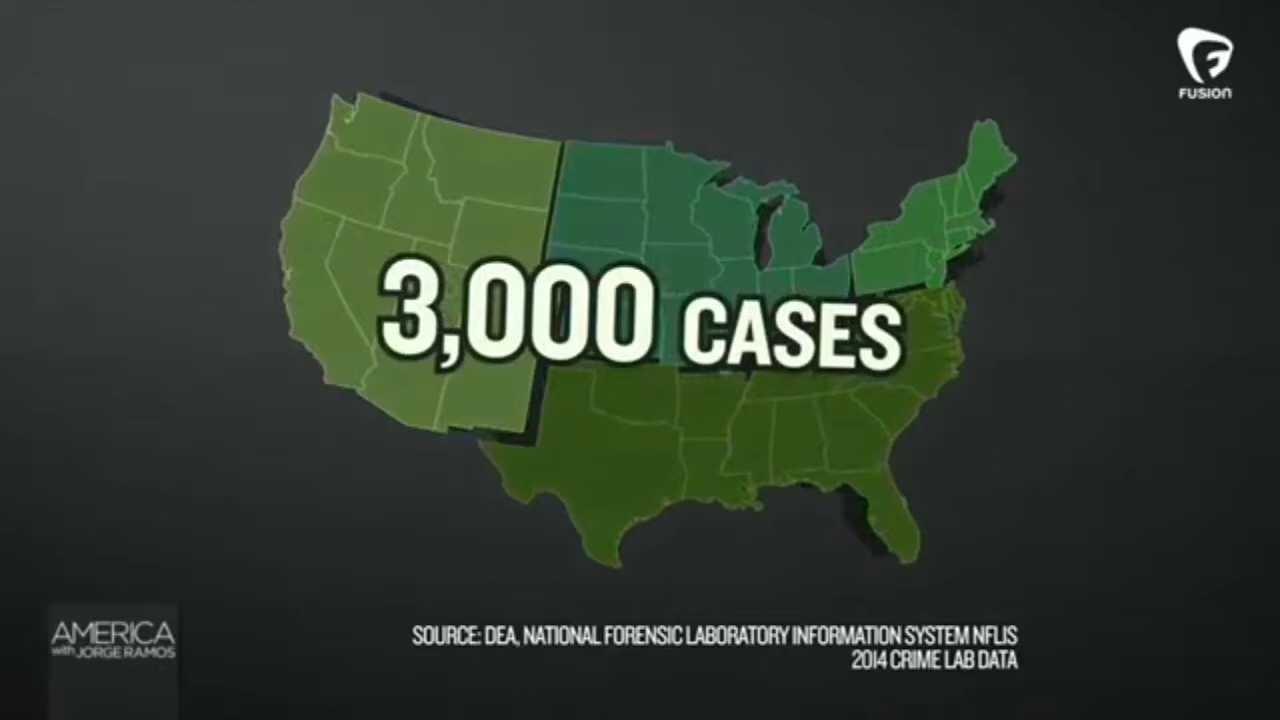 FUSION
3,000 CASES
AMERICA
with JORGE RAMOS
SOURCE: DEA, NATIONAL FORENSIC LABORATORY INFORMATION SYSTEM NFLIS
2014 CRIME LAB DATA